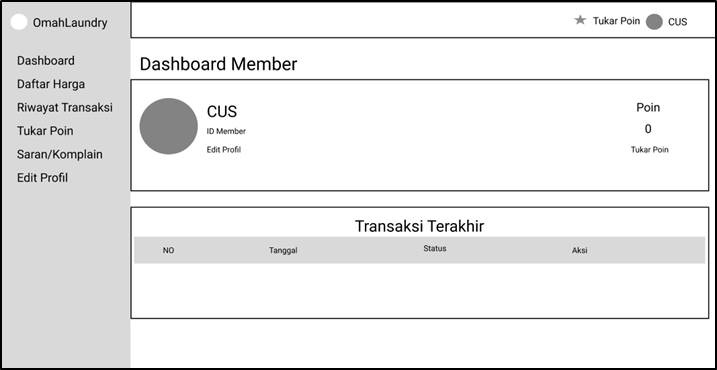 OmahLaundry
Tukar Poin CUS
Dashboard
Daftar Harga
Riwayat Transaksi
Tukar Poin
Saran/Komplain
Edit Profil
Dashboard Member
CUS
ID Member
Edit Profil
Poin
0
Tukar Poin
Transaksi Terakhir
NO Tanggal Status Aksi